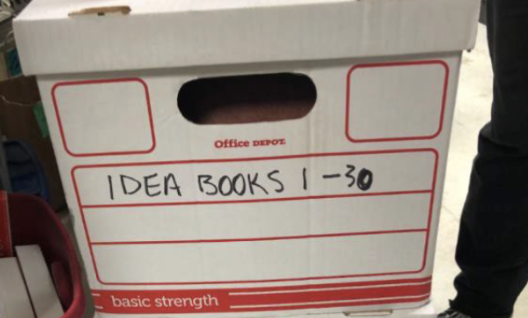 Office DEPOT
IDEA BOOKS 1-30
basic strength